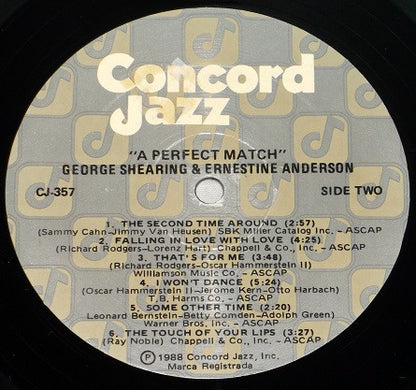 Concord
Jazz
"A PERFECT MATCH"
GEORGE SHEARING & ERNESTINE ANDERSON
CJ-357 SIDE TWO
1. THE SECOND TIME AROUND (2:57)
(Sammy Cahn-Jimmy Van Heusen) SBK Miller Catalog Inc. - ASCAP
2. FALLING IN LOVE WITH LOVE (4:25)
(Richard Rodgers-Lorenz Hart) Chappell & Co., Inc. - ASCAP
3. THAT'S FOR ME (3:48)
(Richard Rodgers-Oscar Hammerstein II)
Williamson Music Co. - ASCAP
4. I WON'T DANCE (5:24)
(Oscar Hammerstein II-Jerome Kern-Otto Harbach)
T.B. Harms Co. - ASCAP
5. SOME OTHER TIME (2:20)
Leonard Bernstein-Betty Comden-Adolph Green)
Warner Bros. Inc. - ASCAP
6. THE TOUCH OF YOUR LIPS (3:27)
(Ray Noble) Chappell & Co., Inc. - ASCAP
Ⓟ 1988 Concord Jazz, Inc.
Marca Registrada